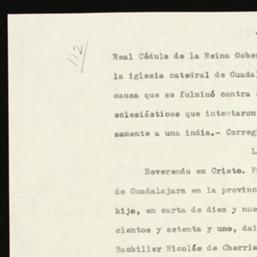 112
Real Cédula de la Reina Gober
la iglesia catedral de Guadal
causa que se fulminó contra
eclesiásticos que intentaron
samente a una india.- Correg
L
Reverendo en Cristo. P
de Guadalajara en la provinc
hijo, en carta de diez y nue
cientos y setenta y uno, dai
Bachiller Nicolás de Cherria